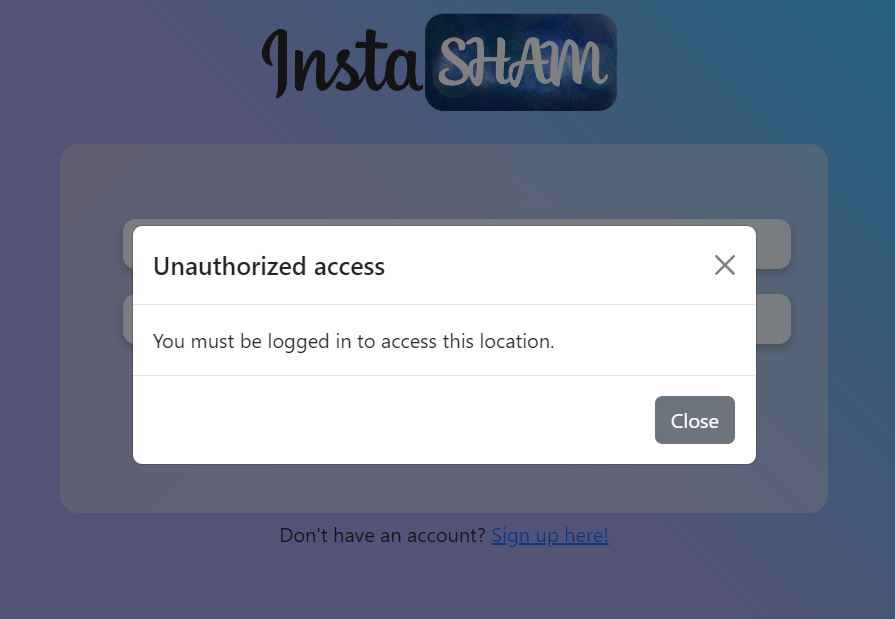 Insta SHAM
Unauthorized access
You must be logged in to access this location.
Close
Don't have an account? Sign up here!